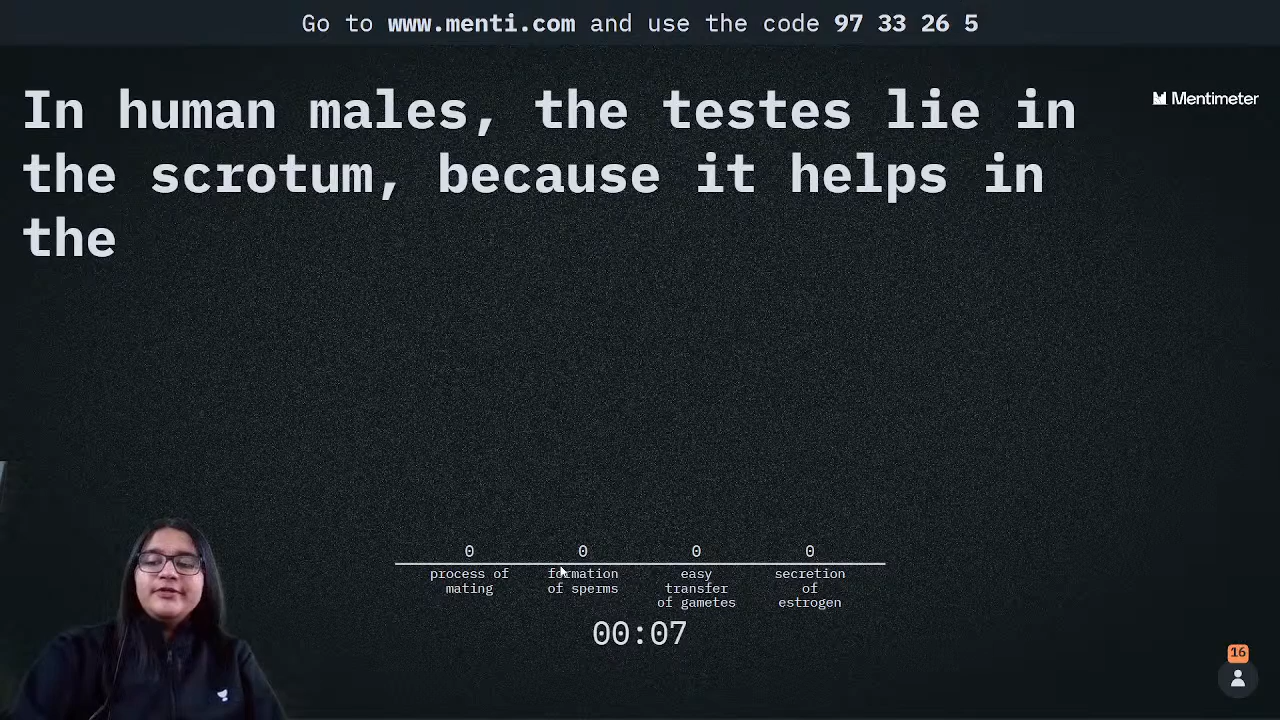 Go to www.menti.com and use the code 97 33 26 5
In human males, the testes lie in
the scrotum, because it helps in
the
Mentimeter
0
0
0
0
process of
mating
formation
of sperms
easy
transfer
of gametes
secretion
of
estrogen
00:07
16